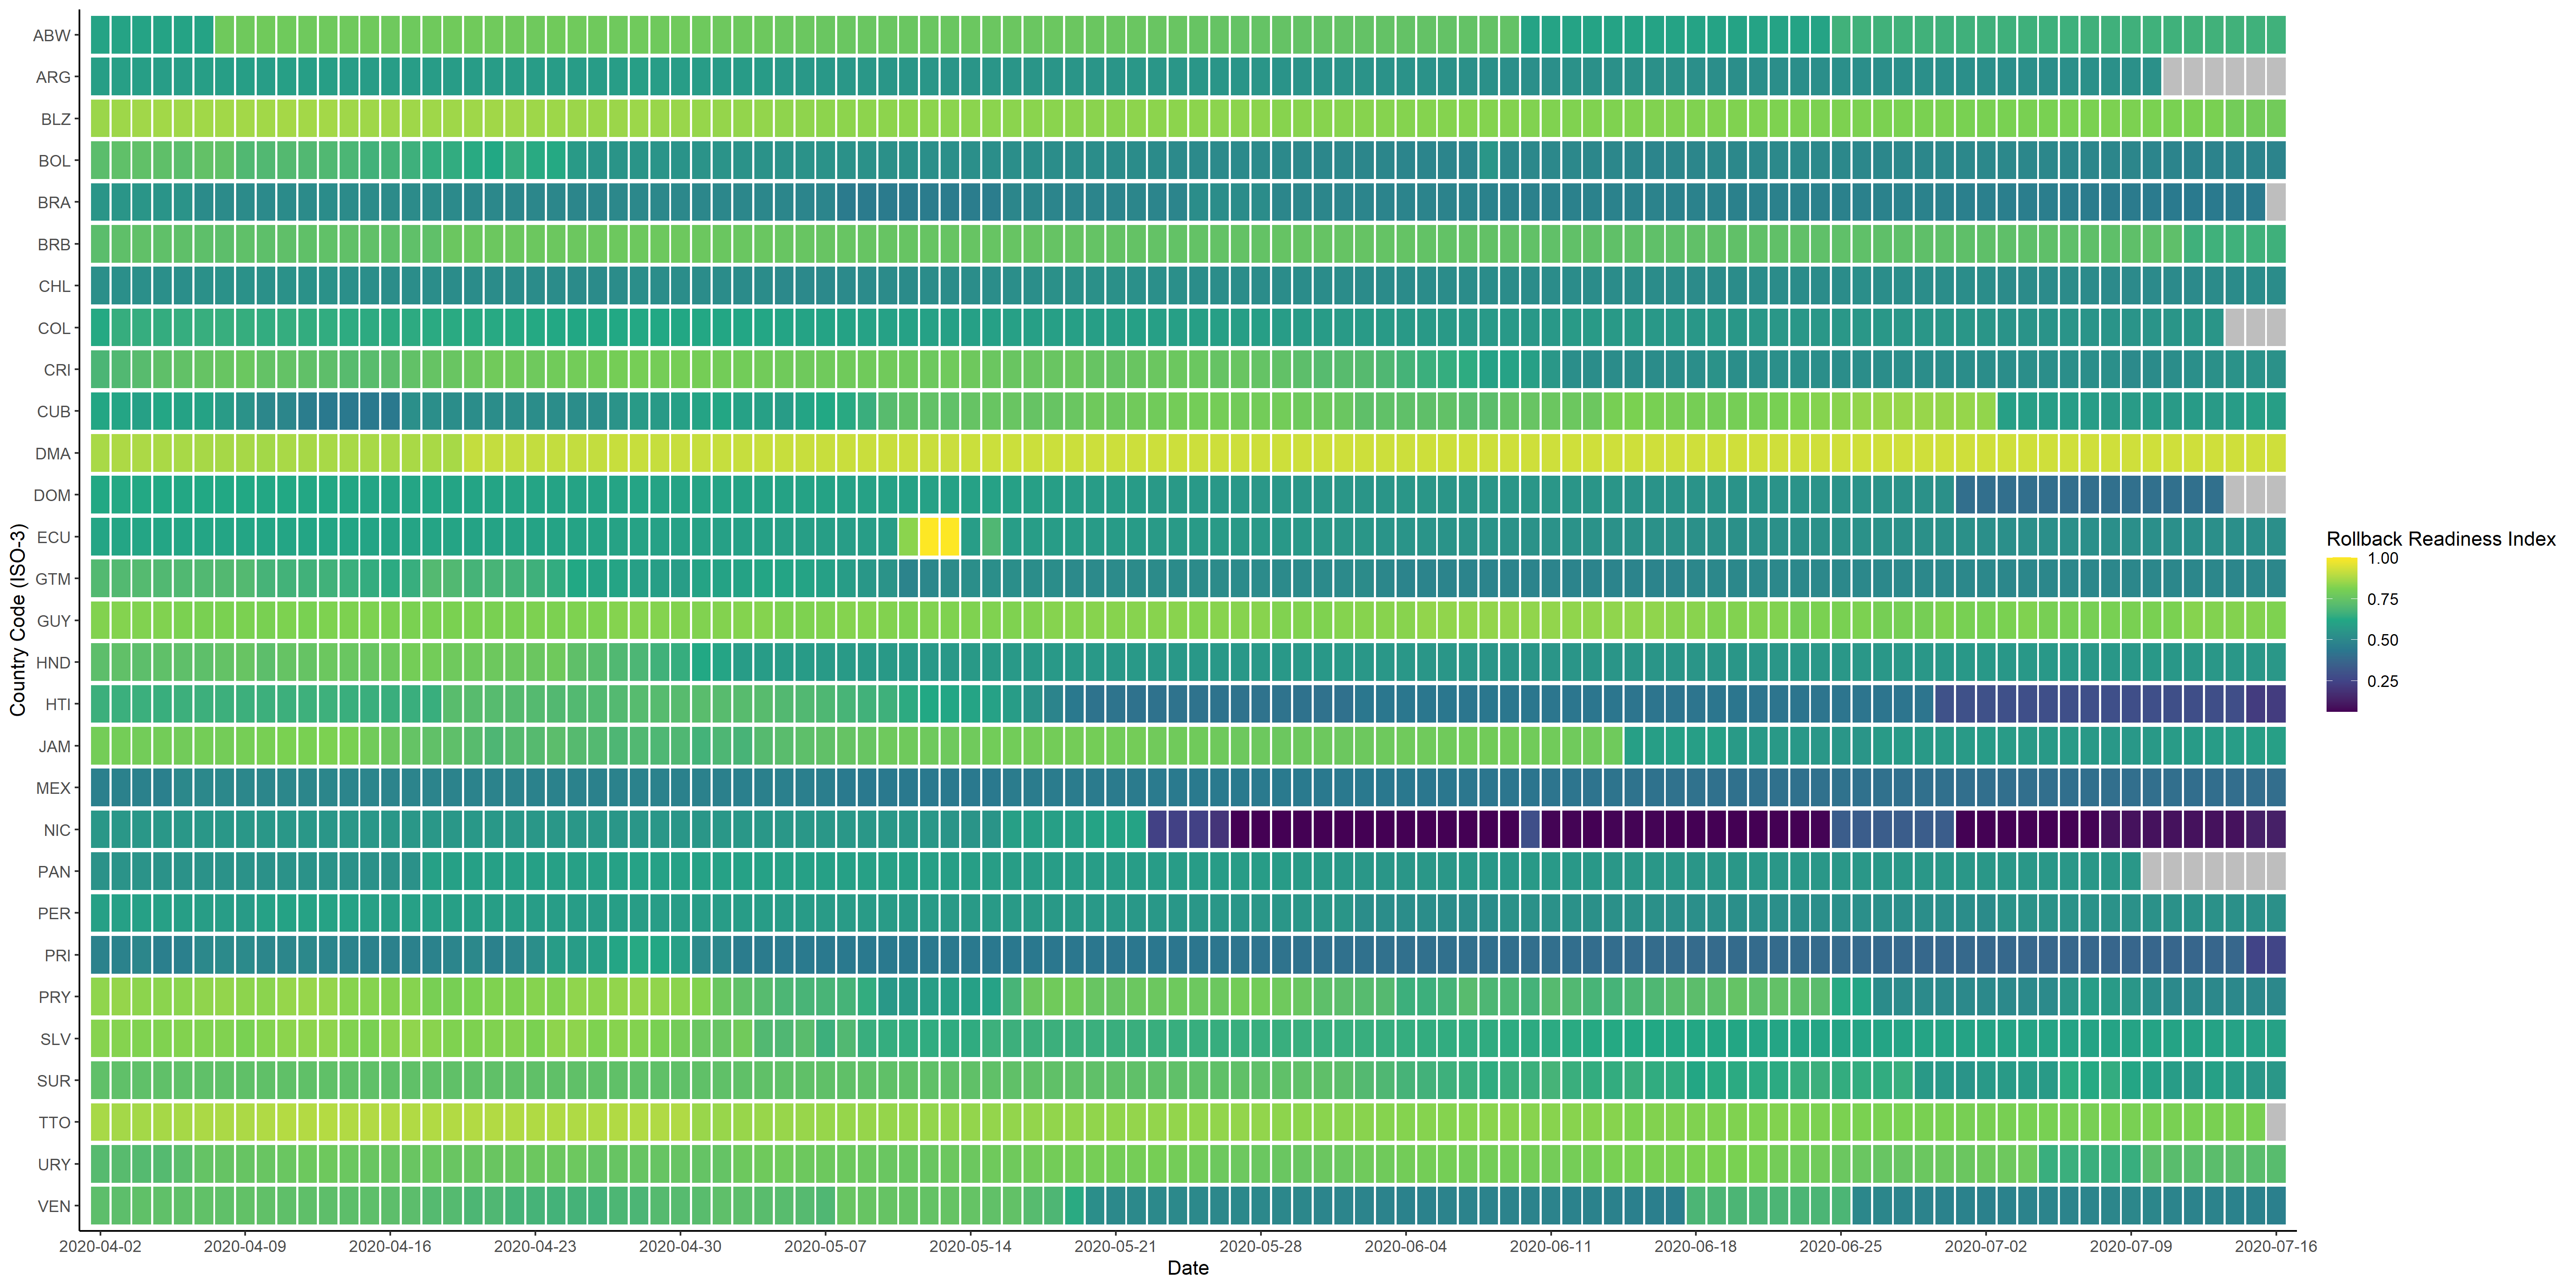 ABW
ARG
BLZ
BOL
BRA
BRB
CHL
COL
CRI
CUB
DMA
DOM
ECU
GTM
GUY
HND
HTI
JAM
MEX
NIC
PAN
PER
PRI
PRY
SLV
SUR
TTO
URY
VEN
Country Code (ISO-3)
2020-04-02 2020-04-09 2020-04-16 2020-04-23 2020-04-30 2020-05-07 2020-05-14 2020-05-21 2020-05-28 2020-06-04 2020-06-11 2020-06-18 2020-06-25 2020-07-02 2020-07-09 2020-07-16
Date
Rollback Readiness Index
1.00
0.75
0.50
0.25